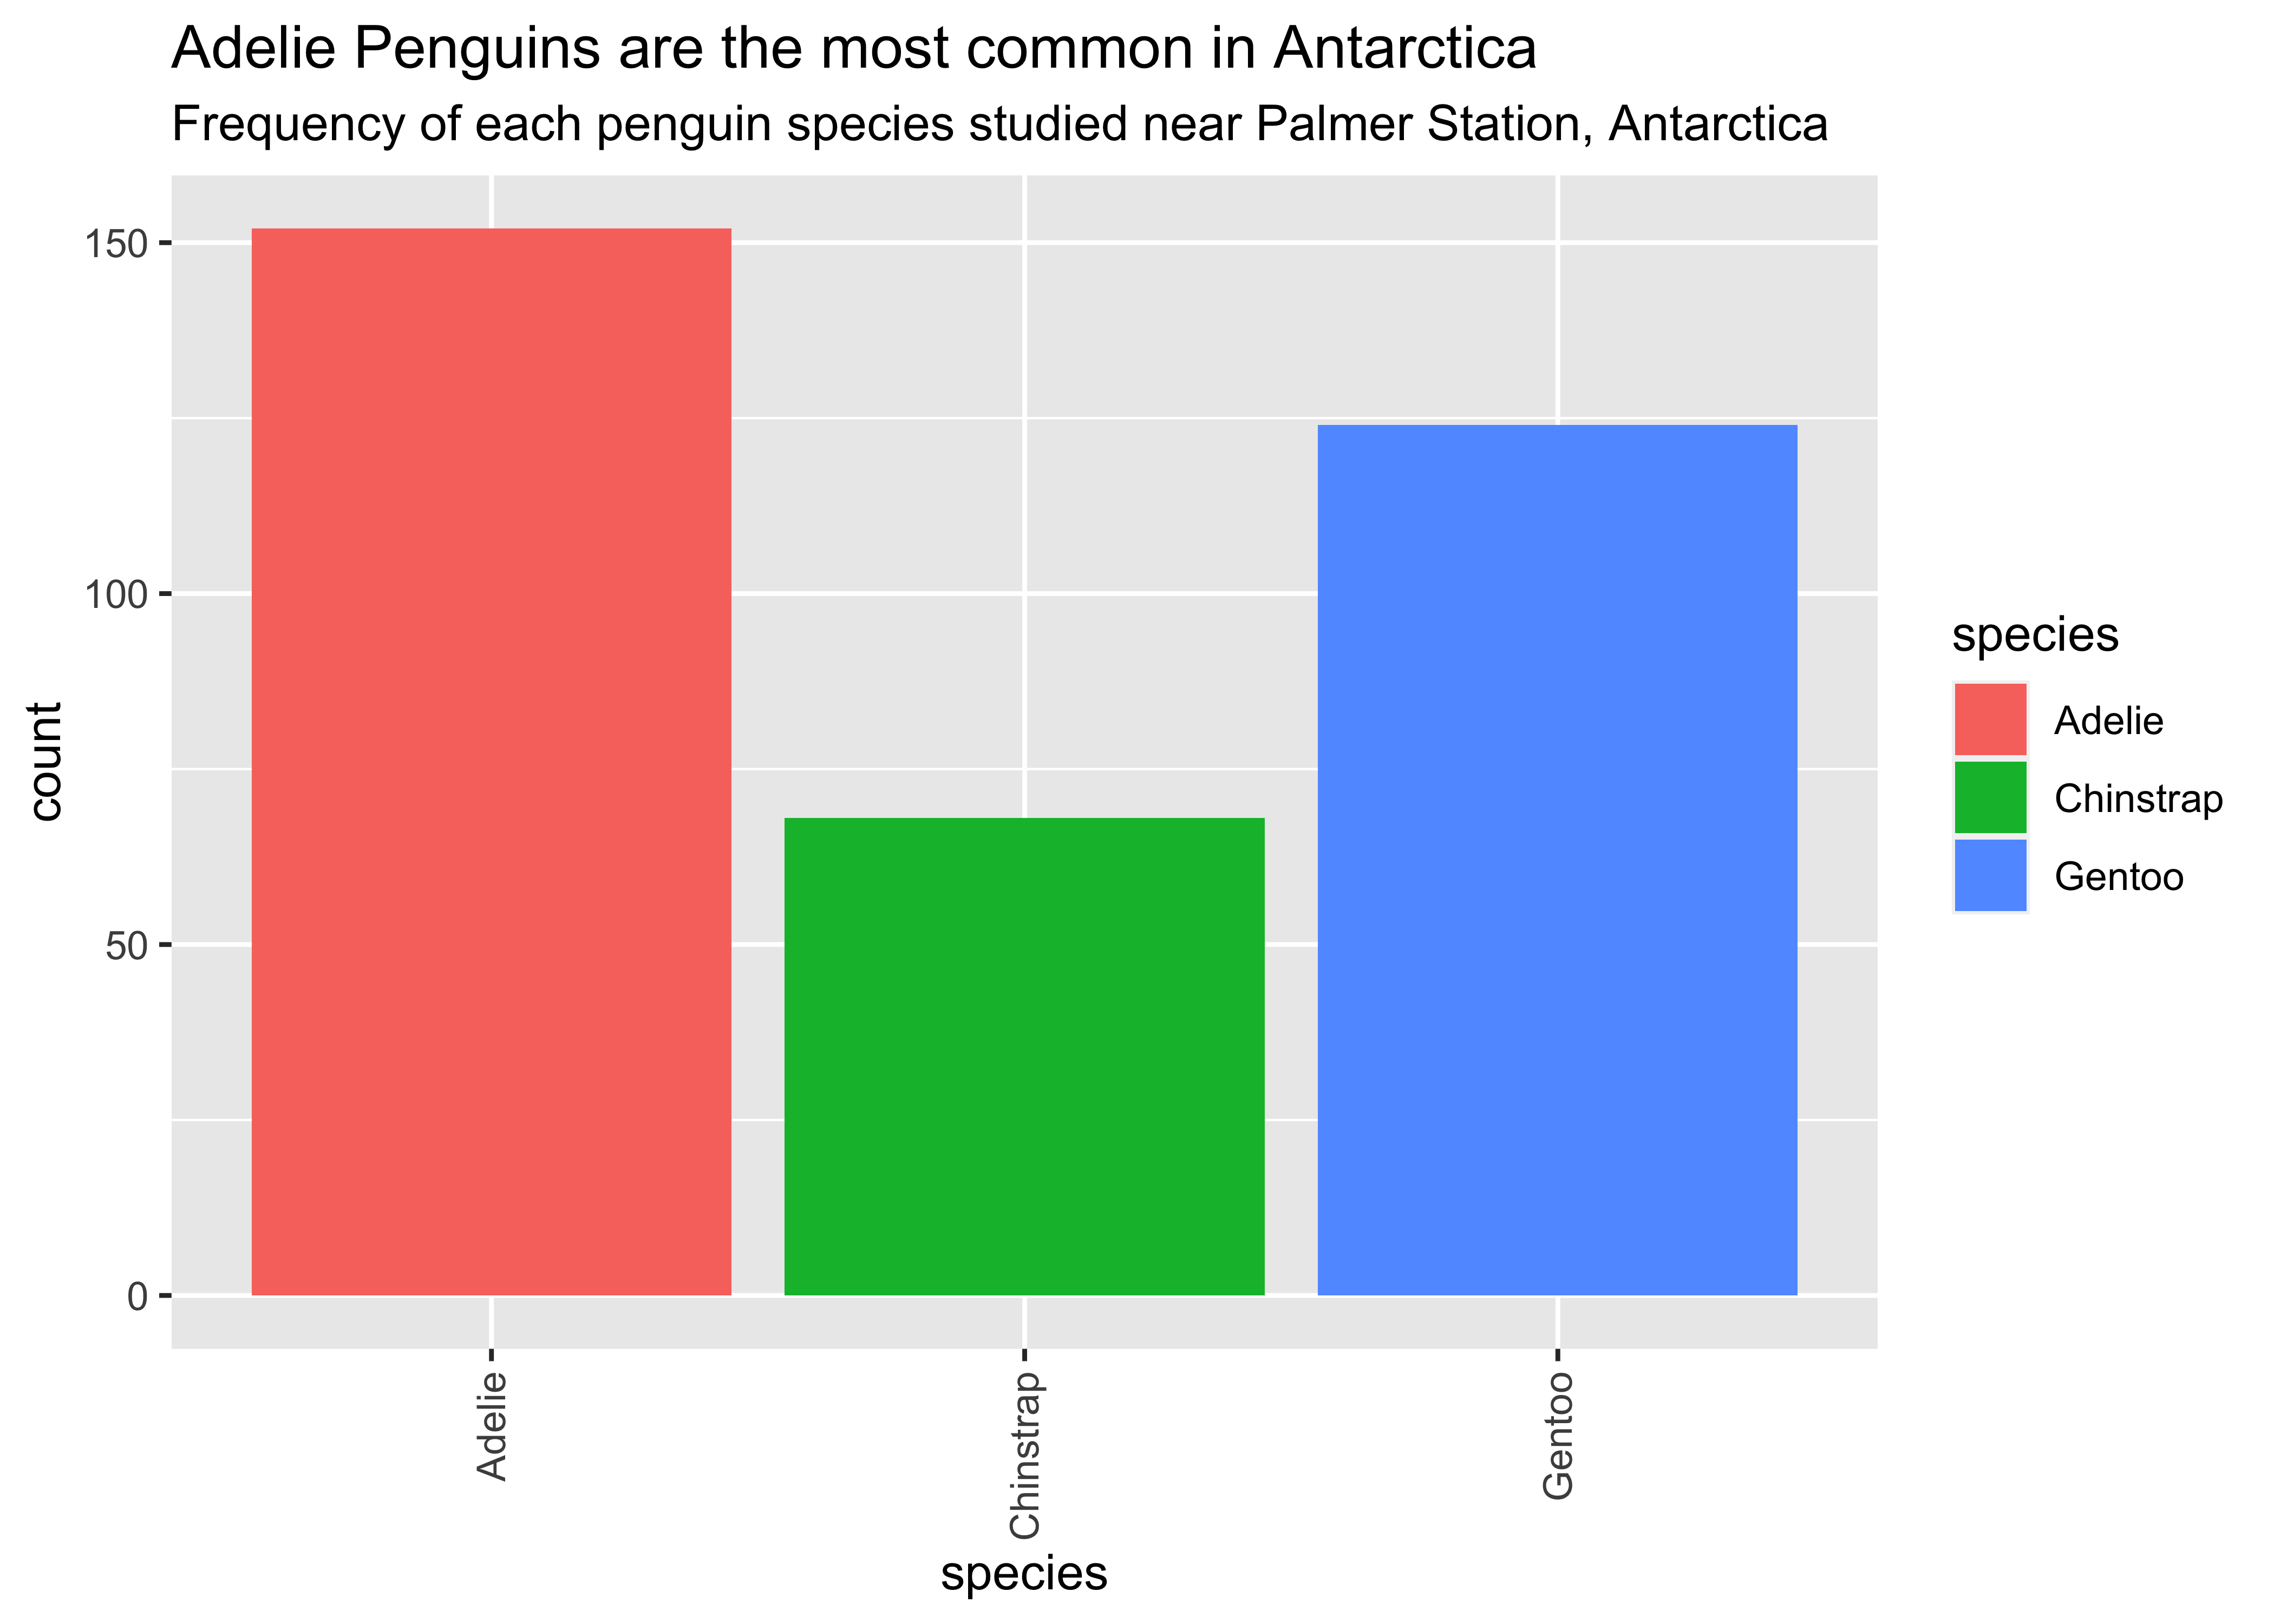 Adelie Penguins are the most common in Antarctica
Frequency of each penguin species studied near Palmer Station, Antarctica
150
100
50
0
count
Adelie
Chinstrap
Gentoo
species
species
Adelie
Chinstrap
Gentoo